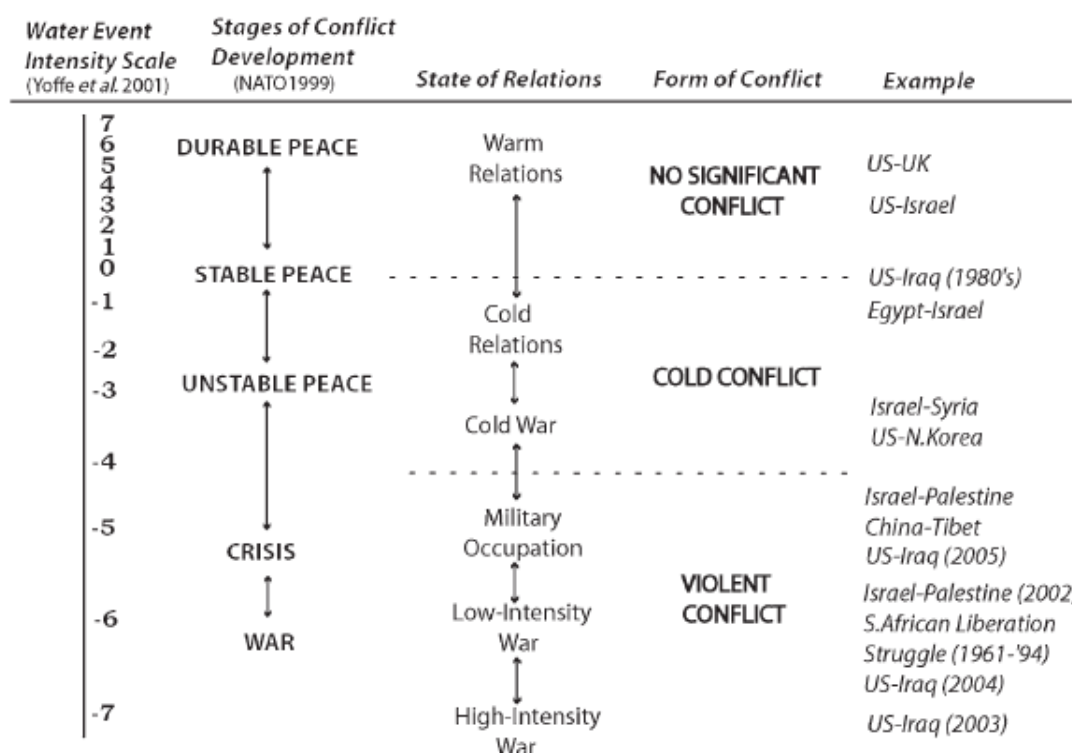 Water Event
Intensity Scale
(Yoffe et al. 2001)
Stages of Conflict
Development
(NATO1999)
State of Relations
Form of Conflict
Example
7
6
5
4
3
2
1
0
-1
-2
-3
-4
-5
-6
-7
DURABLE PEACE
STABLE PEACE
UNSTABLE PEACE
CRISIS
WAR
Warm
Relations
Cold
Relations
Cold War
Military
Occupation
Low-Intensity
War
High-Intensity
War
NO SIGNIFICANT
CONFLICT
COLD CONFLICT
VIOLENT
CONFLICT
US-UK
US-Israel
US-Iraq (1980's)
Egypt-Israel
Israel-Syria
US-N.Korea
Israel-Palestine
China-Tibet
US-Iraq (2005)
Israel-Palestine (2002)
S.African Liberation
Struggle (1961-'94)
US-Iraq (2004)
US-Iraq (2003)